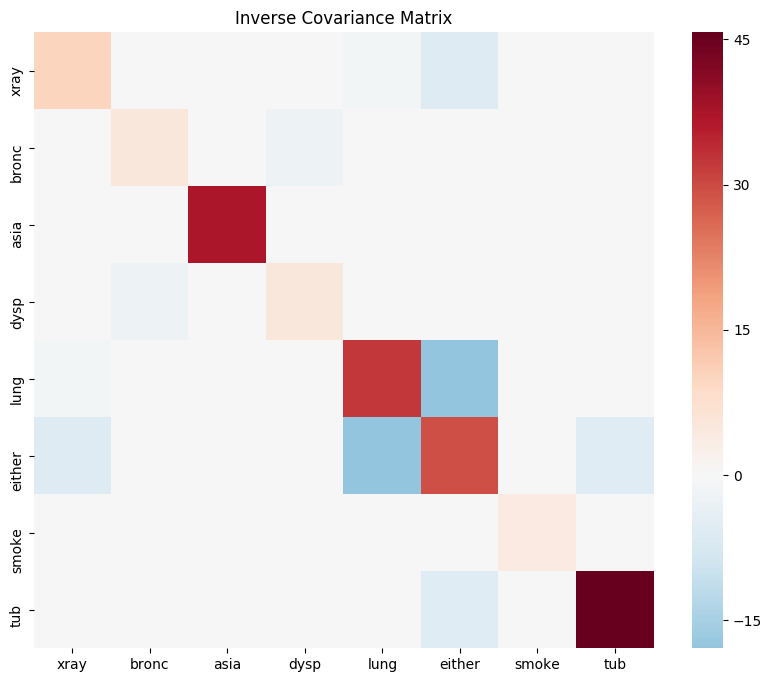 Inverse Covariance Matrix
xray
bronc
asia
dysp
lung
either
smoke
tub
xray bronc asia dysp lung either smoke tub
45
30
15
0
−15